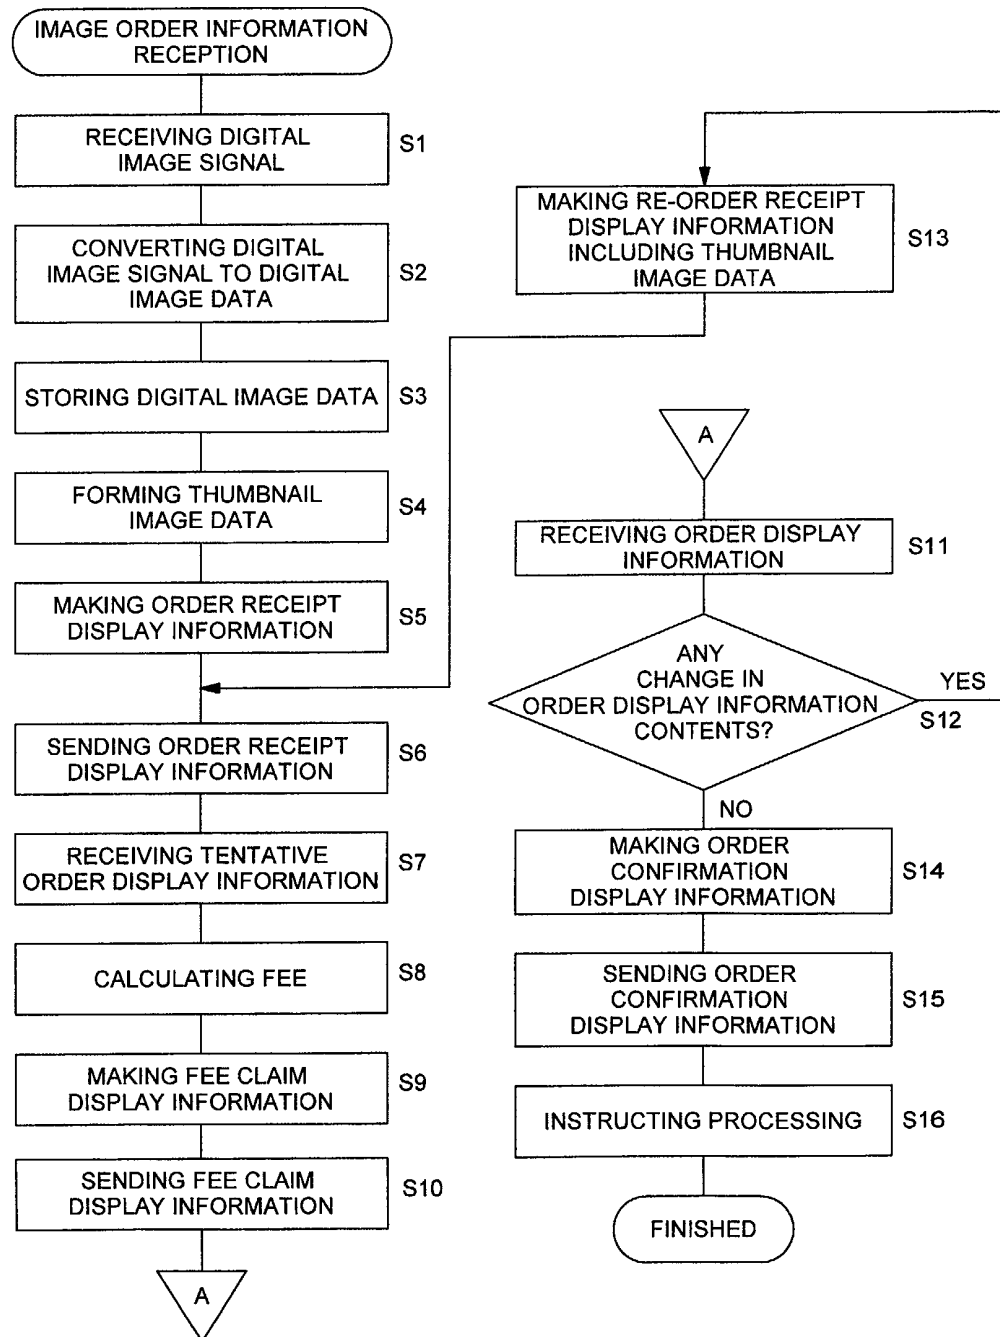 IMAGE ORDER INFORMATION
RECEPTION
RECEIVING DIGITAL
IMAGE SIGNAL
S1
CONVERTING DIGITAL
IMAGE SIGNAL TO DIGITAL
IMAGE DATA
S2
STORING DIGITAL IMAGE DATA
S3
FORMING THUMBNAIL
IMAGE DATA
S4
MAKING ORDER RECEIPT
DISPLAY INFORMATION
S5
SENDING ORDER RECEIPT
DISPLAY INFORMATION
S6
RECEIVING TENTATIVE
ORDER DISPLAY INFORMATION
S7
CALCULATING FEE
S8
MAKING FEE CLAIM
DISPLAY INFORMATION
S9
SENDING FEE CLAIM
DISPLAY INFORMATION
S10
A
MAKING RE-ORDER RECEIPT
DISPLAY INFORMATION
INCLUDING THUMBNAIL
IMAGE DATA
S13
A
RECEIVING ORDER DISPLAY
INFORMATION
S11
ANY
CHANGE IN
ORDER DISPLAY INFORMATION
CONTENTS?
YES
S12
NO
MAKING ORDER
CONFIRMATION
DISPLAY INFORMATION
S14
SENDING ORDER
CONFIRMATION
DISPLAY INFORMATION
S15
INSTRUCTING PROCESSING
S16
FINISHED